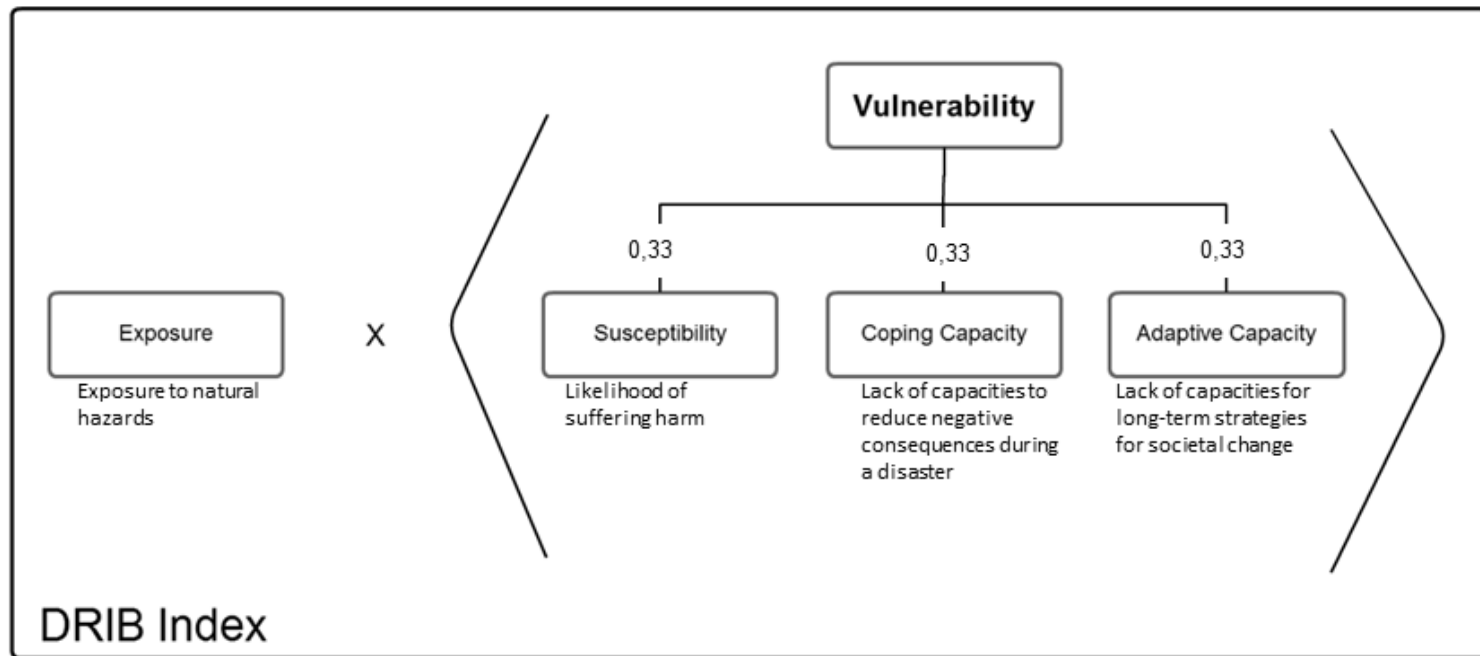 Vulnerability
0,33
0,33
0,33
Exposure
X
Susceptibility
Coping Capacity
Adaptive Capacity
Exposure to natural
hazards
Likelihood of
suffering harm
Lack of capacities to
reduce negative
consequences during
a disaster
Lack of capacities for
long-term strategies
for societal change
DRIB Index